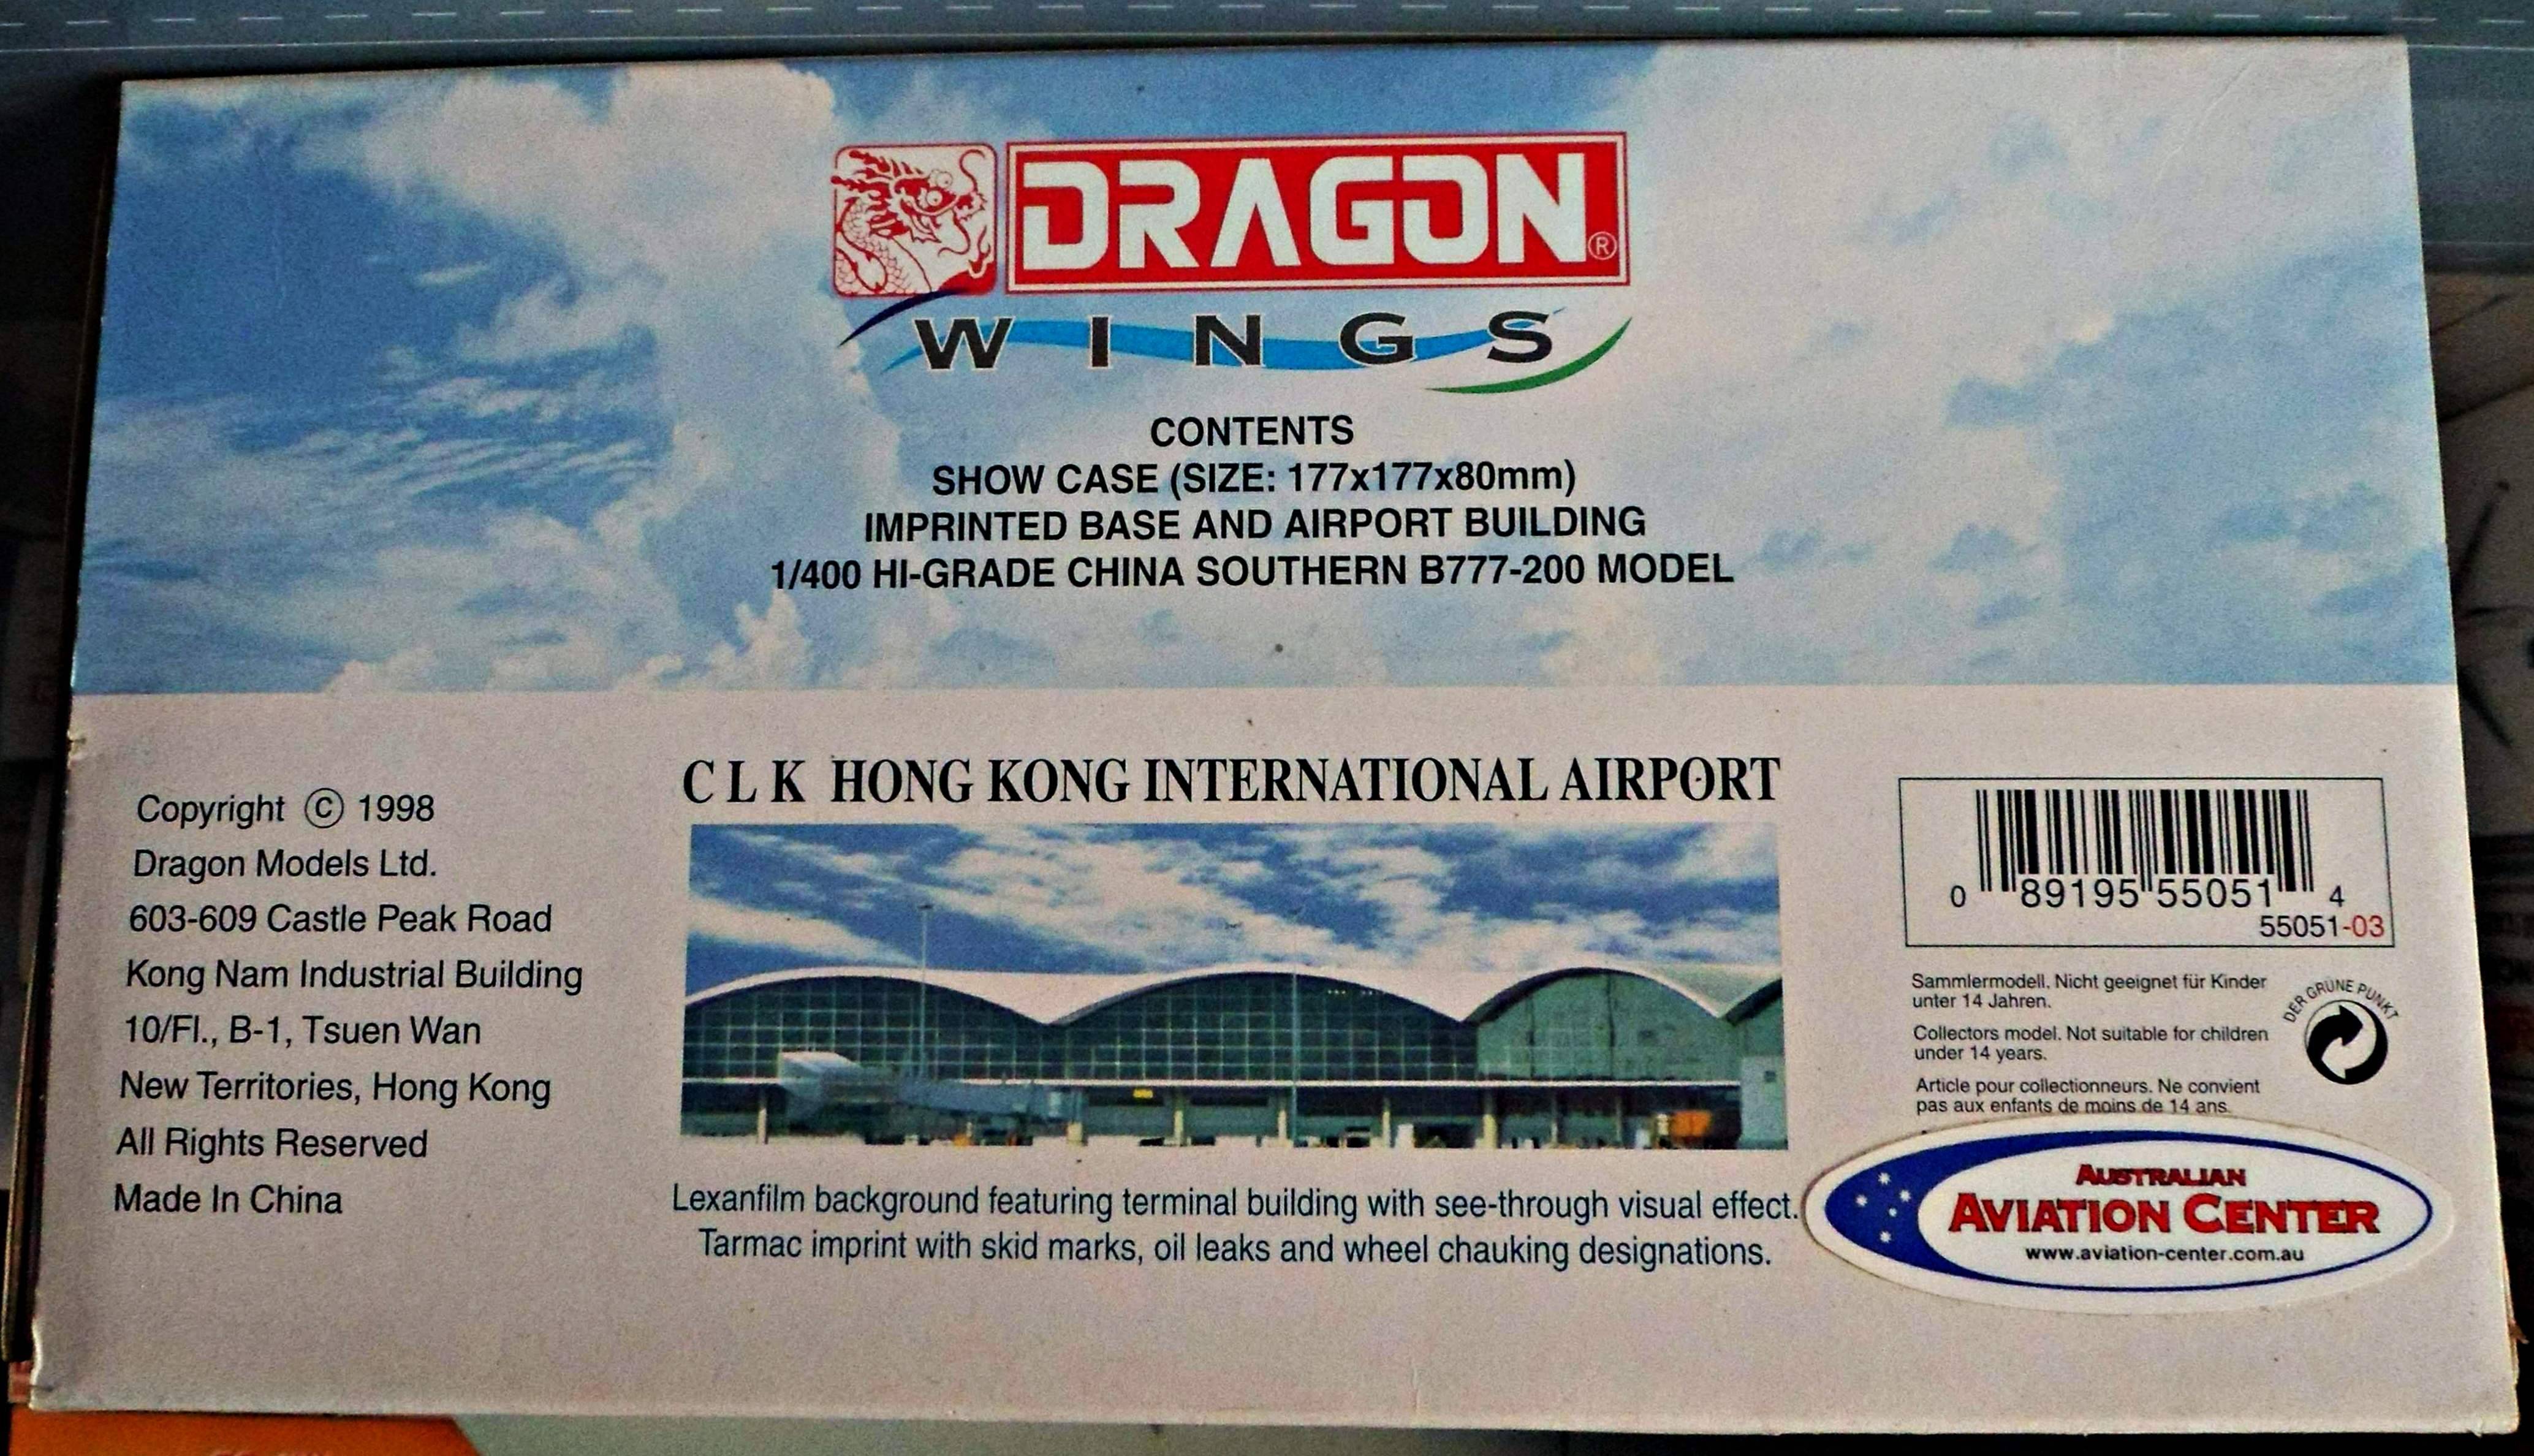 DRAGON®
WINGS
CONTENTS
SHOW CASE (SIZE: 177x177x80mm)
IMPRINTED BASE AND AIRPORT BUILDING
1/400 HI-GRADE CHINA SOUTHERN B777-200 MODEL
Copyright © 1998
Dragon Models Ltd.
603-609 Castle Peak Road
Kong Nam Industrial Building
10/Fl., B-1, Tsuen Wan
New Territories, Hong Kong
All Rights Reserved
Made In China
CLK HONG KONG INTERNATIONAL AIRPORT
Lexanfilm background featuring terminal building with see-through visual effect.
Tarmac imprint with skid marks, oil leaks and wheel chauking designations.
0 89195 55051 4
55051-03
Sammlermodell. Nicht geeignet für Kinder
unter 14 Jahren.
Collectors model. Not suitable for children
under 14 years.
Article pour collectionneurs. Ne convient
pas aux enfants de moins de 14 ans.
DER GRÜNE PUNKT
AUSTRALIAN
AVIATION CENTER
www.aviation-center.com.au